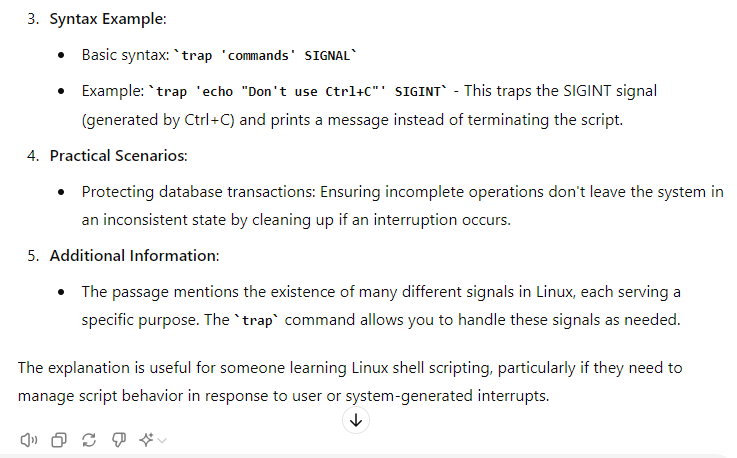 3. Syntax Example:
• Basic syntax: `trap 'commands' SIGNAL`
• Example: `trap 'echo "Don't use Ctrl+C"' SIGINT` - This traps the SIGINT signal
(generated by Ctrl+C) and prints a message instead of terminating the script.
4. Practical Scenarios:
• Protecting database transactions: Ensuring incomplete operations don't leave the system in
an inconsistent state by cleaning up if an interruption occurs.
5. Additional Information:
• The passage mentions the existence of many different signals in Linux, each serving a
specific purpose. The `trap` command allows you to handle these signals as needed.
The explanation is useful for someone learning Linux shell scripting, particularly if they need to
manage script behavior in response to user or system-generated interrupts.